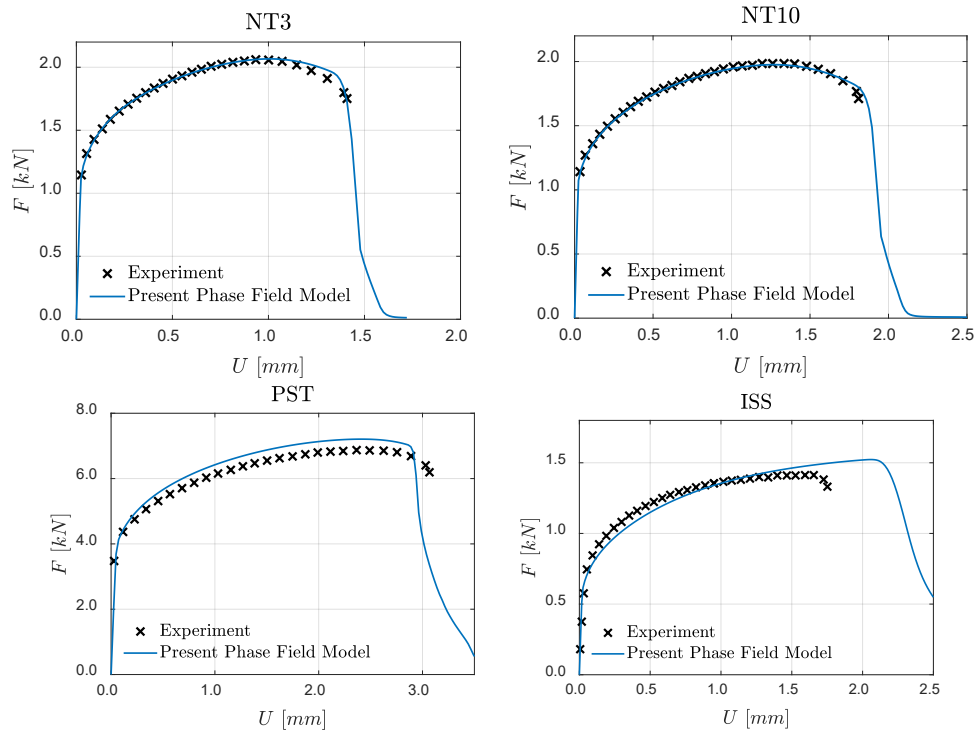 NT3
2.0
1.5
1.0
0.5
0.0
F [kN]
Experiment
Present Phase Field Model
0.0 0.5 1.0 1.5 2.0
U [mm]
NT10
2.0
1.5
1.0
0.5
0.0
F [kN]
Experiment
Present Phase Field Model
0.0 0.5 1.0 1.5 2.0 2.5
U [mm]
PST
8.0
6.0
4.0
7.0
0.0
F [kN]
Experiment
Present Phase Field Model
0.0 1.0 2.0 3.0
U [mm]
ISS
1.5
1.0
0.5
0.0
F [kN]
Experiment
Present Phase Field Model
0.0 0.5 1.0 1.5 2.0 2.5
U [mm]